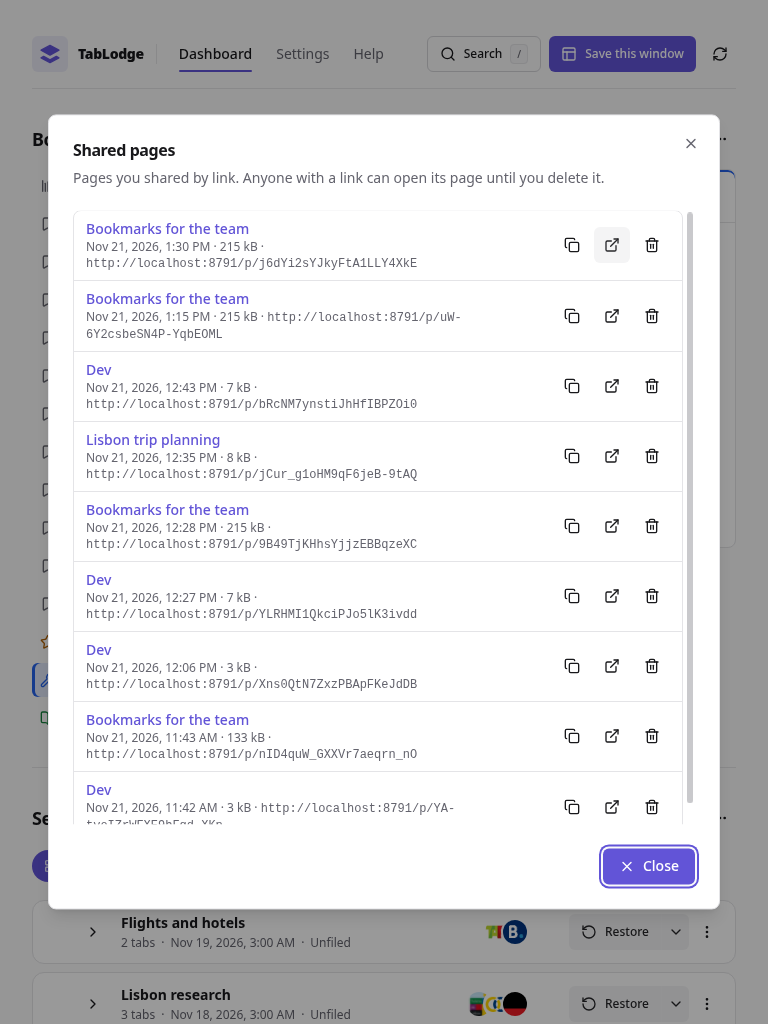 TabLodge
Dashboard
Settings
Help
Search
/
Save this window
Shared pages
Pages you shared by link. Anyone with a link can open its page until you delete it.
Bookmarks for the team
Nov 21, 2026, 1:30 PM · 215 kB ·
http://localhost:8791/p/j6dYi2sYJkyFtA1LLY4XkE
Bookmarks for the team
Nov 21, 2026, 1:15 PM · 215 kB · http://localhost:8791/p/uW-
6Y2csbeSN4P-YqbEOML
Dev
Nov 21, 2026, 12:43 PM · 7 kB ·
http://localhost:8791/p/bRcNM7ynstiJhHfIBPZOi0
Lisbon trip planning
Nov 21, 2026, 12:35 PM · 8 kB ·
http://localhost:8791/p/jCur_g1oHM9qF6jeB-9tAQ
Bookmarks for the team
Nov 21, 2026, 12:28 PM · 215 kB ·
http://localhost:8791/p/9B49TjKHhsYjjzEBBqzeXC
Dev
Nov 21, 2026, 12:27 PM · 7 kB ·
http://localhost:8791/p/YLRHMI1QkciPJo5lK3ivdd
Dev
Nov 21, 2026, 12:06 PM · 3 kB ·
http://localhost:8791/p/Xns0QtN7ZxzPBApFKeJdDB
Bookmarks for the team
Nov 21, 2026, 11:43 AM · 133 kB ·
http://localhost:8791/p/nID4quW_GXXVr7aeqrn_nO
Dev
Nov 21, 2026, 11:42 AM · 3 kB · http://localhost:8791/p/YA-
Close
Flights and hotels
2 tabs · Nov 19, 2026, 3:00 AM · Unfiled
B.
Restore
Lisbon research
3 tabs · Nov 18, 2026, 3:00 AM · Unfiled
Restore